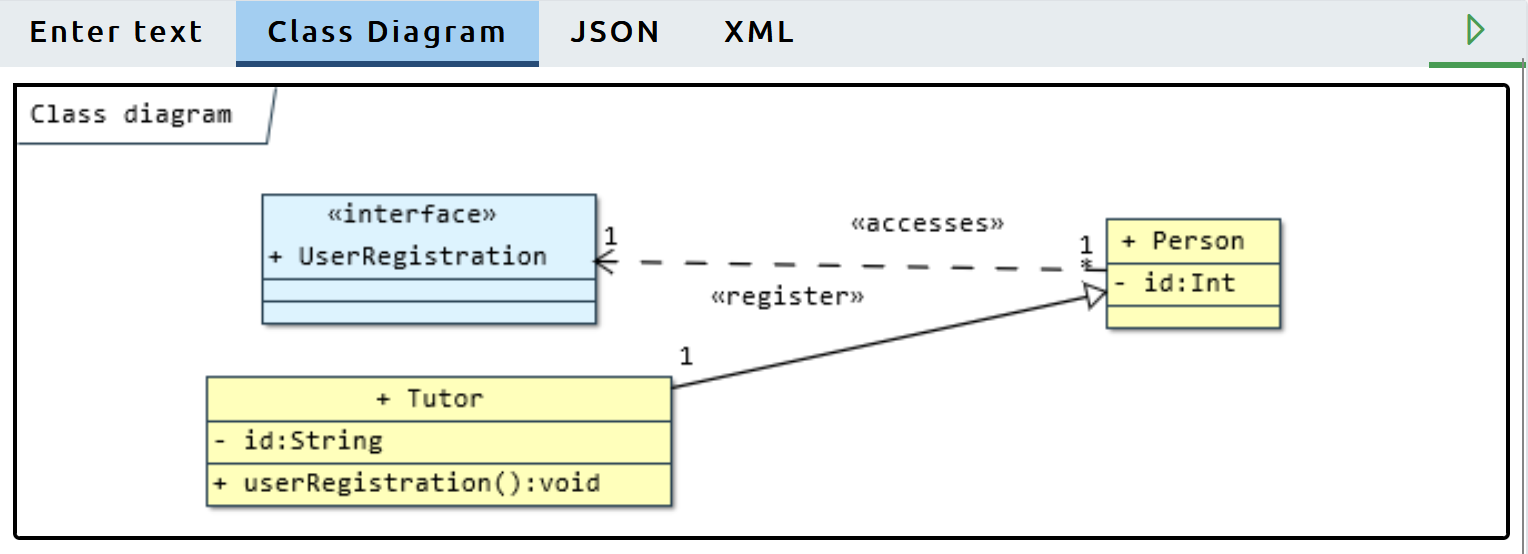 Enter text Class Diagram JSON XML
Class diagram
«interface»
+ UserRegistration
1
«accesses»
1
*
+ Person
- id:Int
«register»
1
+ Tutor
- id:String
+ userRegistration():void